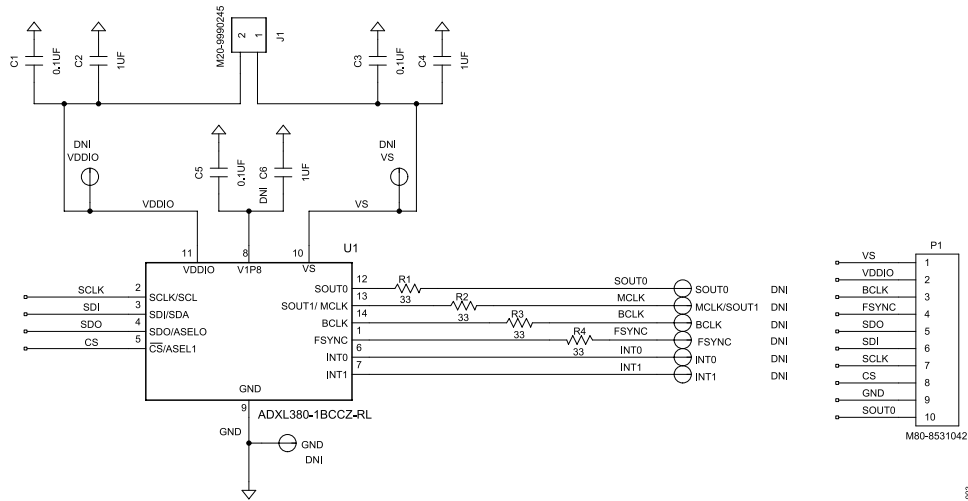 C1
0.1UF
C2
1UF
M20-9990245
2
1
J1
C3
0.1UF
C4
1UF
DNI
VDDIO
C5
0.1UF
DNI
C6
1UF
DNI
VS
VDDIO
VS
11
8
10
U1
VDDIO
V1P8
VS
SCLK
2
SCLK/SCL
SDI
3
SDI/SDA
SDO
4
SDO/ASELO
CS
5
CS/ASEL1
SOUT0
12
R1
33
SOUT0
SOUT0
DNI
SOUT1/ MCLK
13
R2
33
MCLK
MCLK/SOUT1
DNI
BCLK
14
R3
33
BCLK
BCLK
DNI
FSYNC
1
R4
33
FSYNC
FSYNC
DNI
INT0
6
INT0
INT0
DNI
INT1
7
INT1
INT1
DNI
GND
9
ADXL380-1BCCZ-RL
GND
GND
DNI
P1
VS
1
VDDIO
2
BCLK
3
FSYNC
4
SDO
5
SDI
6
SCLK
7
CS
8
GND
9
SOUT0
10
M80-8531042